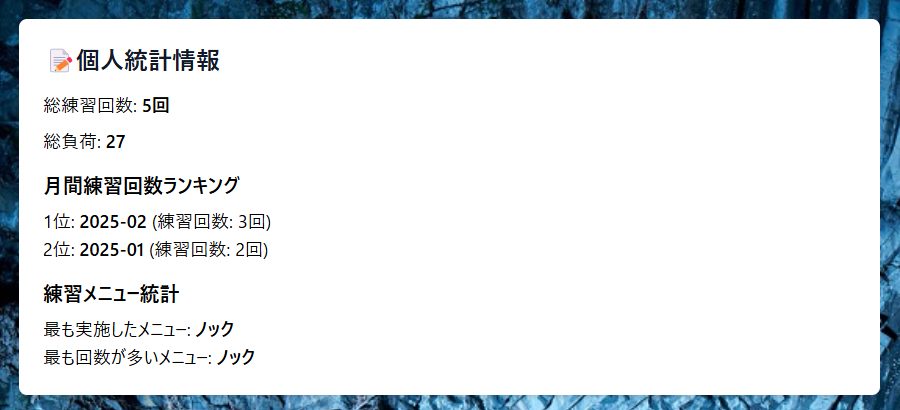 個人統計情報
総練習回数: 5回
総負荷: 27
月間練習回数ランキング
1位: 2025-02 (練習回数: 3回)
2位: 2025-01 (練習回数: 2回)
練習メニュー統計
最も実施したメニュー: ノック
最も回数が多いメニュー: ノック